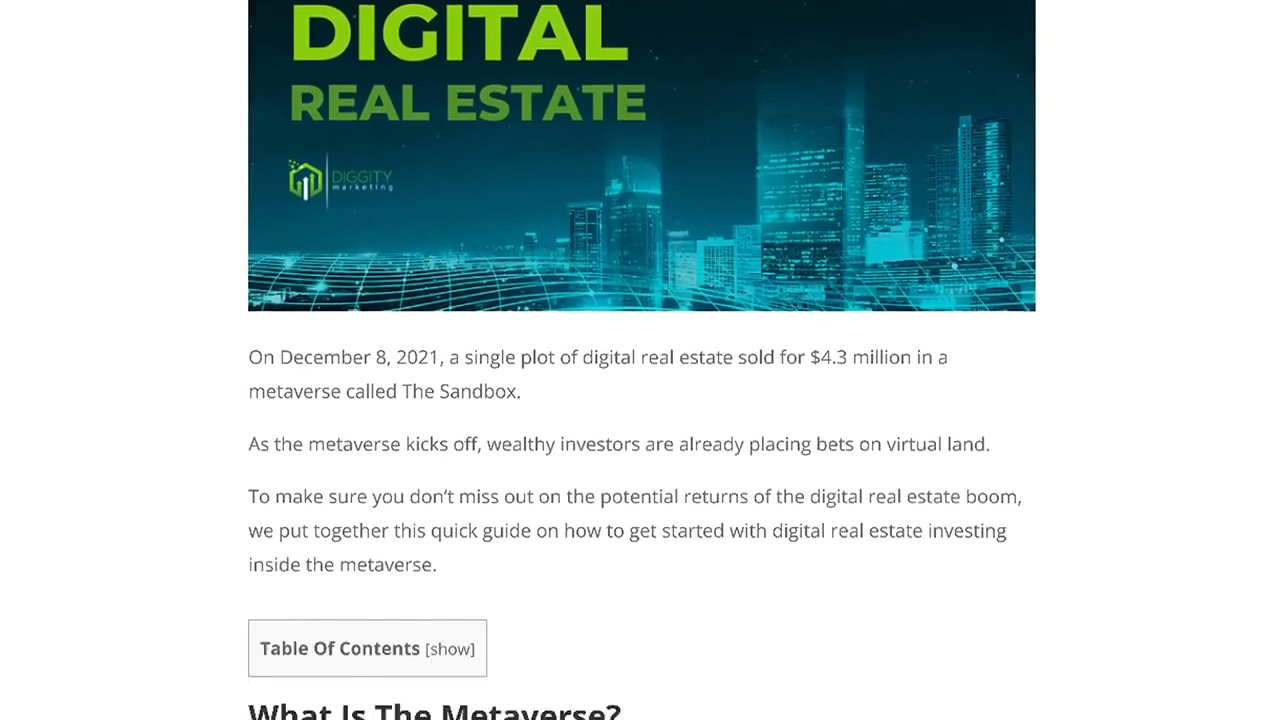 DIGITAL
REAL ESTATE
DIGGITY
marketing
On December 8, 2021, a single plot of digital real estate sold for $4.3 million in a
metaverse called The Sandbox.
As the metaverse kicks off, wealthy investors are already placing bets on virtual land.
To make sure you don’t miss out on the potential returns of the digital real estate boom,
we put together this quick guide on how to get started with digital real estate investing
inside the metaverse.
Table Of Contents [show]
What Is The Metaverse?